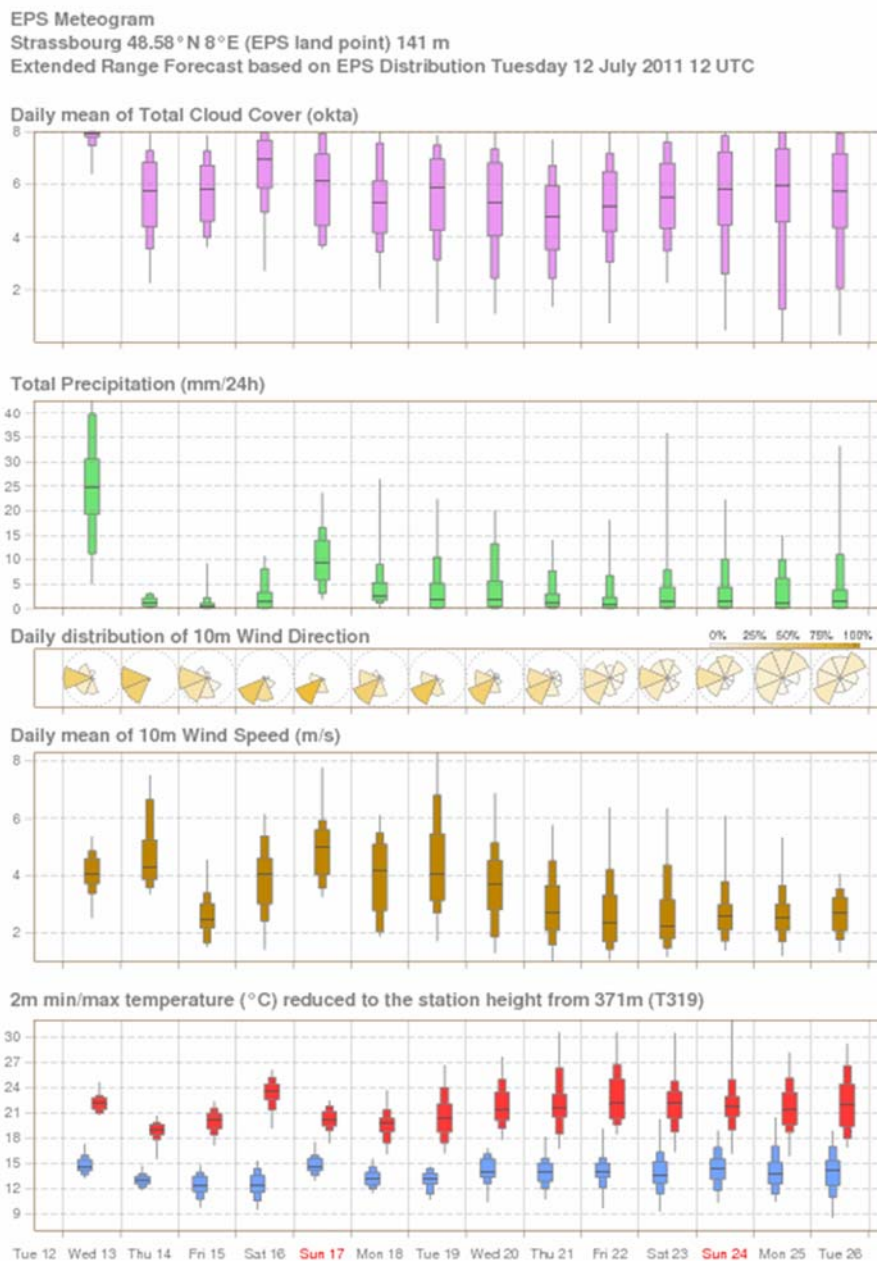 EPS Meteogram
Strassbourg 48.58°N 8°E (EPS land point) 141 m
Extended Range Forecast based on EPS Distribution Tuesday 12 July 2011 12 UTC
Daily mean of Total Cloud Cover (okta)
8
6
4
2
Total Precipitation (mm/24h)
40
35
30
25
20
15
10
5
0
Daily distribution of 10m Wind Direction
0% 25% 50% 75% 100%
Daily mean of 10m Wind Speed (m/s)
8
6
4
2
2m min/max temperature (°C) reduced to the station height from 371m (T319)
30
27
24
21
18
15
12
9
Tue 12 Wed 13 Thu 14 Fri 15 Sat 16 Sun 17 Mon 18 Tue 19 Wed 20 Thu 21 Fri 22 Sat 23 Sun 24 Mon 25 Tue 26